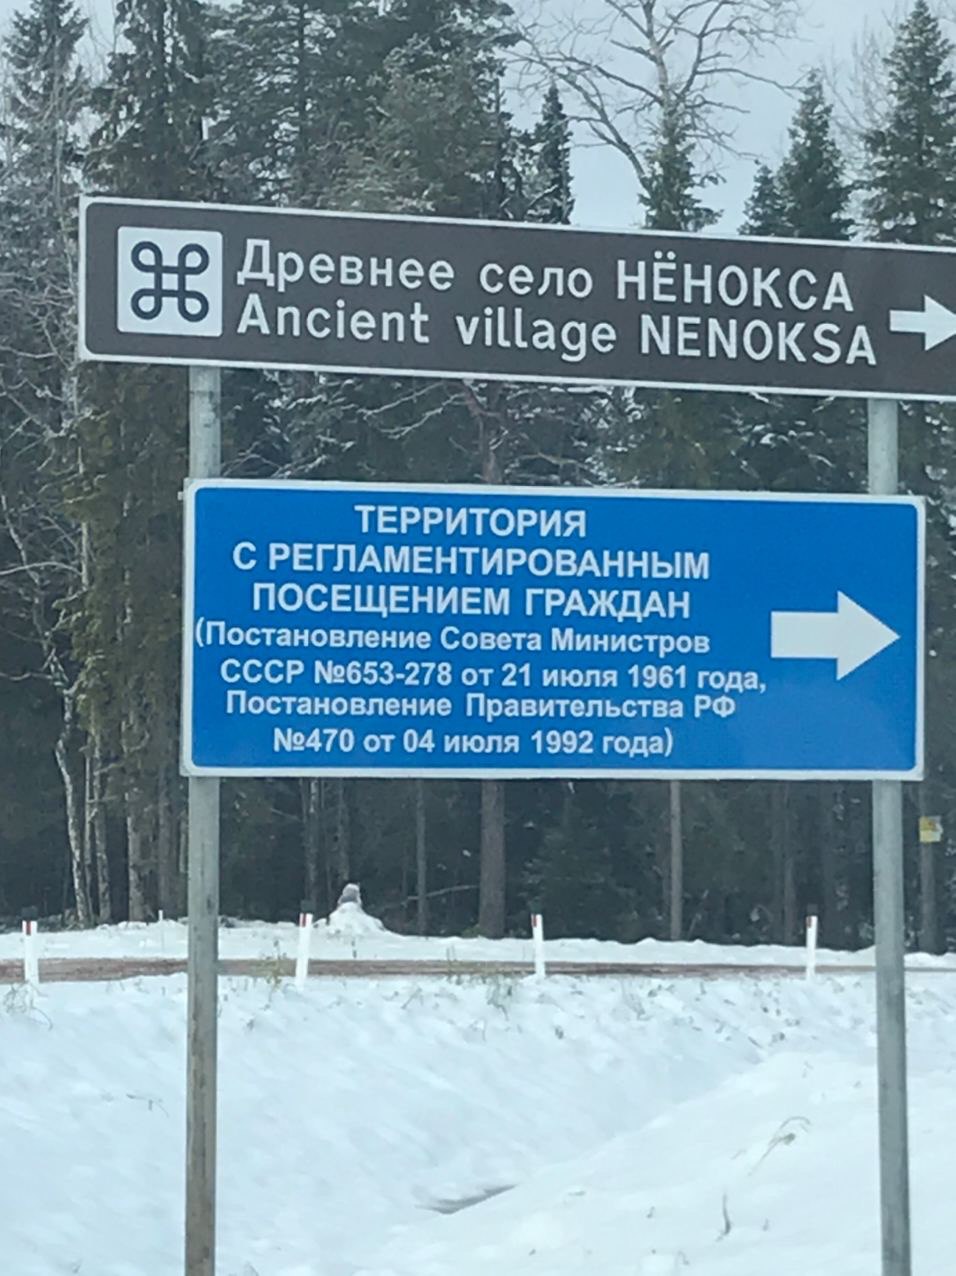 Древнее село НЁНОКСА
Ancient village NENOKSA
ТЕРРИТОРИЯ
С РЕГЛАМЕНТИРОВАННЫМ
ПОСЕЩЕНИЕМ ГРАЖДАН
(Постановление Совета Министров
СССР №653-278 от 21 июля 1961 года,
Постановление Правительства РФ
№470 от 04 июля 1992 года)